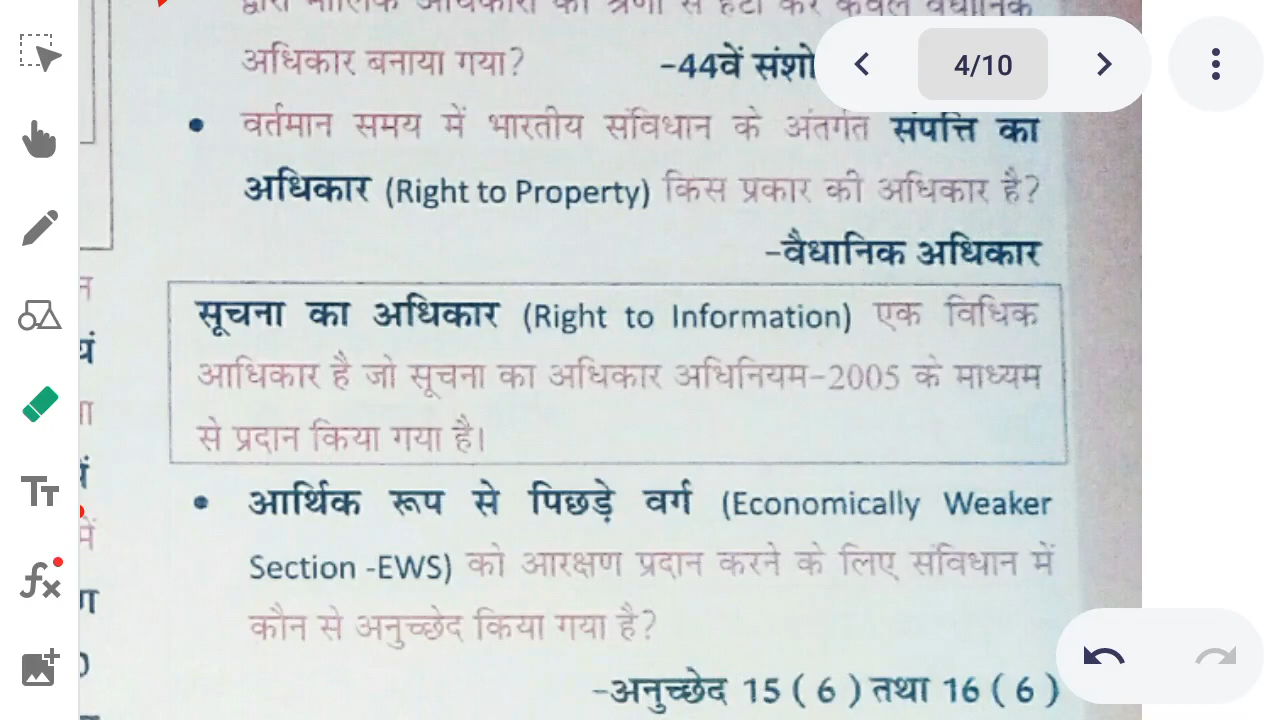 अधिकार बनाया गया? -44वें संशो
4/10
• वर्तमान समय में भारतीय संविधान के अंतर्गत संपत्ति का
अधिकार (Right to Property) किस प्रकार की अधिकार है?
-वैधानिक अधिकार
सूचना का अधिकार (Right to Information) एक विधिक
आधिकार है जो सूचना का अधिकार अधिनियम-2005 के माध्यम
से प्रदान किया गया है।
• आर्थिक रूप से पिछड़े वर्ग (Economically Weaker
Section -EWS) को आरक्षण प्रदान करने के लिए संविधान में
कौन से अनुच्छेद किया गया है?
-अनुच्छेद 15 ( 6 ) तथा 16 ( 6 )